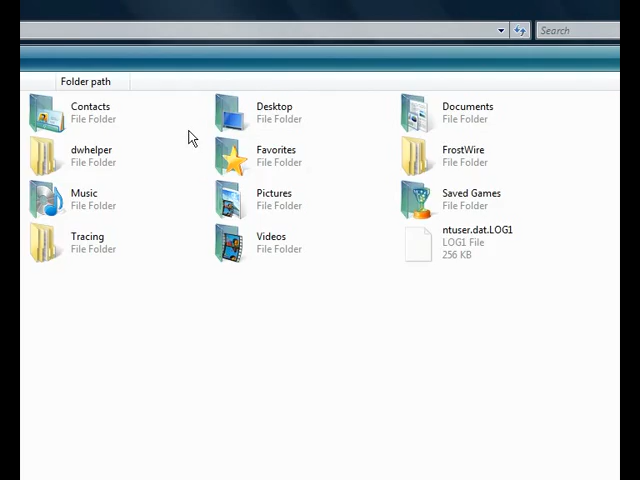 Search
Folder path
Contacts
File Folder
Desktop
File Folder
Documents
File Folder
dwhelper
File Folder
Favorites
File Folder
FrostWire
File Folder
Music
File Folder
Pictures
File Folder
Saved Games
File Folder
Tracing
File Folder
Videos
File Folder
ntuser.dat.LOG1
LOG1 File
256 KB